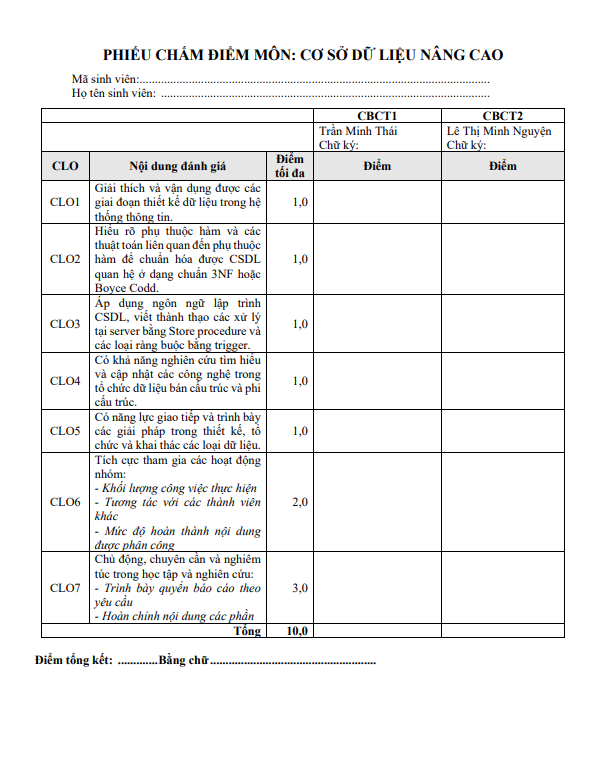 PHIẾU CHẤM ĐIỂM MÔN: CƠ SỞ DỮ LIỆU NÂNG CAO
Mã sinh viên:.............................................................................................................
Họ tên sinh viên: .......................................................................................................
CBCT1 CBCT2
Trần Minh Thái Lê Thị Minh Nguyện
Chữ ký: Chữ ký:
CLO Nội dung đánh giá Điểm tối đa Điểm Điểm
CLO1 Giải thích và vận dụng được các 1,0
giai đoạn thiết kế dữ liệu trong hệ
thống thông tin.
CLO2 Hiểu rõ phụ thuộc hàm và các 1,0
thuật toán liên quan đến phụ thuộc
hàm để chuẩn hóa được CSDL
quan hệ ở dạng chuẩn 3NF hoặc
Boyce Codd.
CLO3 Áp dụng ngôn ngữ lập trình 1,0
CSDL, viết thành thạo các xử lý
tại server bằng Store procedure và
các loại ràng buộc bằng trigger.
CLO4 Có khả năng nghiên cứu tìm hiểu 1,0
và cập nhật các công nghệ trong
tổ chức dữ liệu bán cấu trúc và phi
cấu trúc.
CLO5 Có năng lực giao tiếp và trình bày 1,0
các giải pháp trong thiết kế, tổ
chức và khai thác các loại dữ liệu.
CLO6 Tích cực tham gia các hoạt động 2,0
nhóm:
- Khối lượng công việc thực hiện
- Tương tác với các thành viên
khác
- Mức độ hoàn thành nội dung
được phân công
CLO7 Chủ động, chuyên cần và nghiêm 3,0
túc trong học tập và nghiên cứu:
- Trình bày quyển báo cáo theo
yêu cầu
- Hoàn chỉnh nội dung các phần
Tổng 10,0
Điểm tổng kết: .............Bằng chữ......................................................